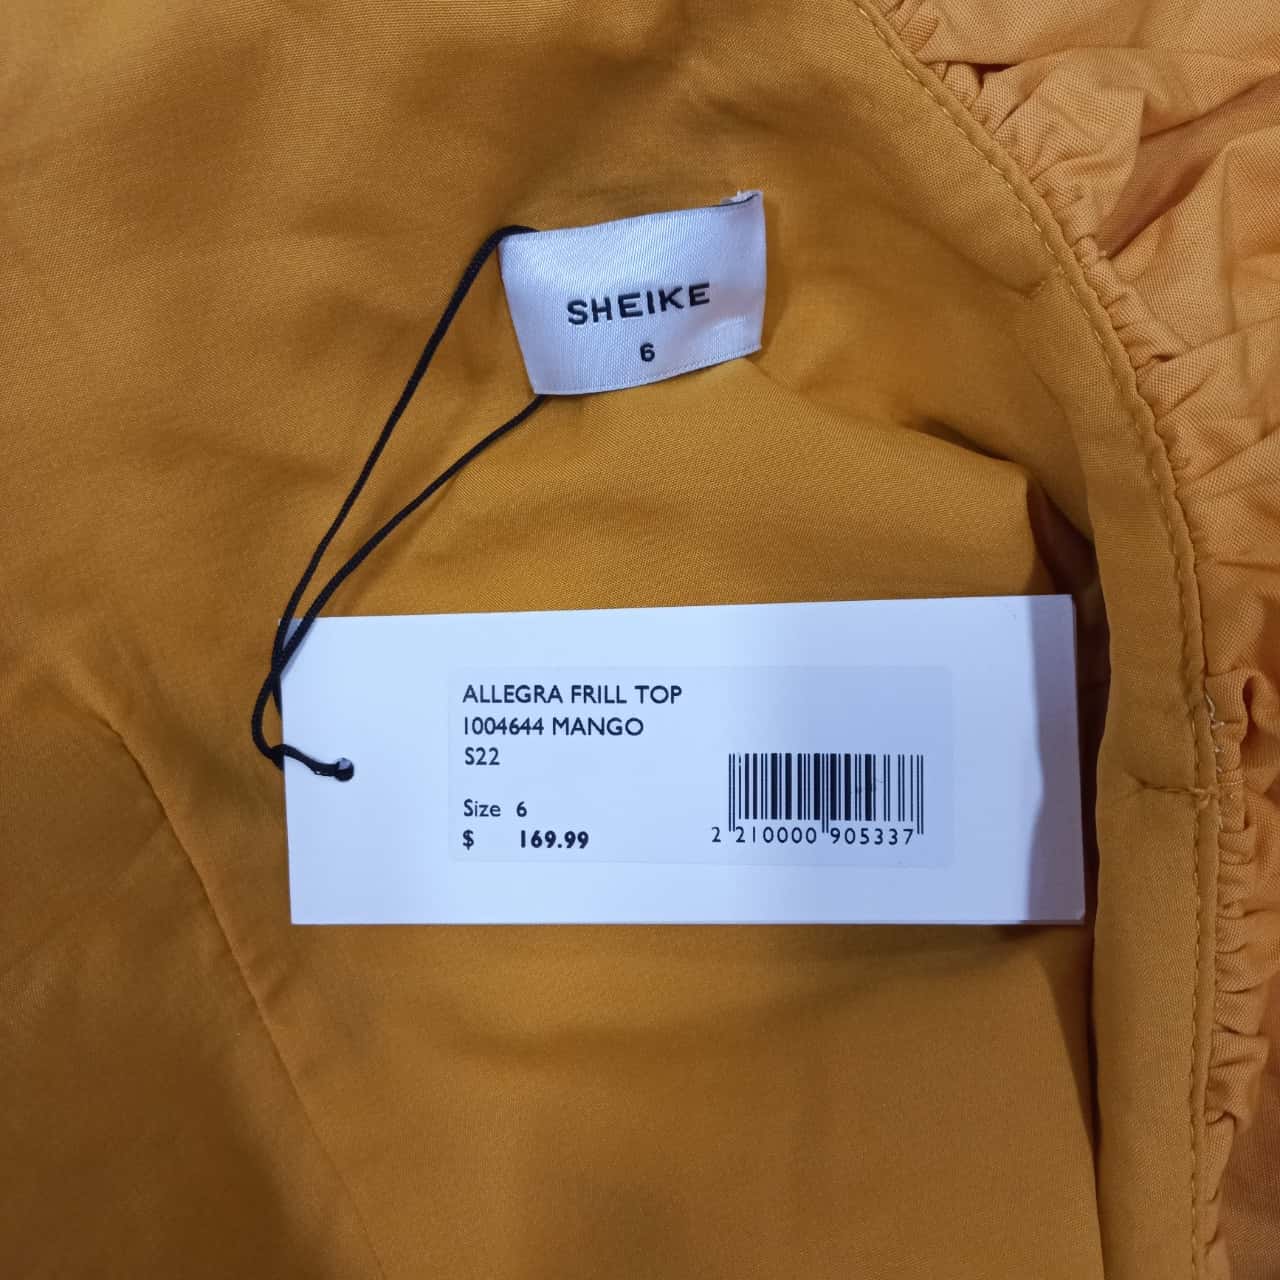 SHEIKE
6
ALLEGRA FRILL TOP
1004644 MANGO
S22
Size 6
$ 169.99
2 210000 905337